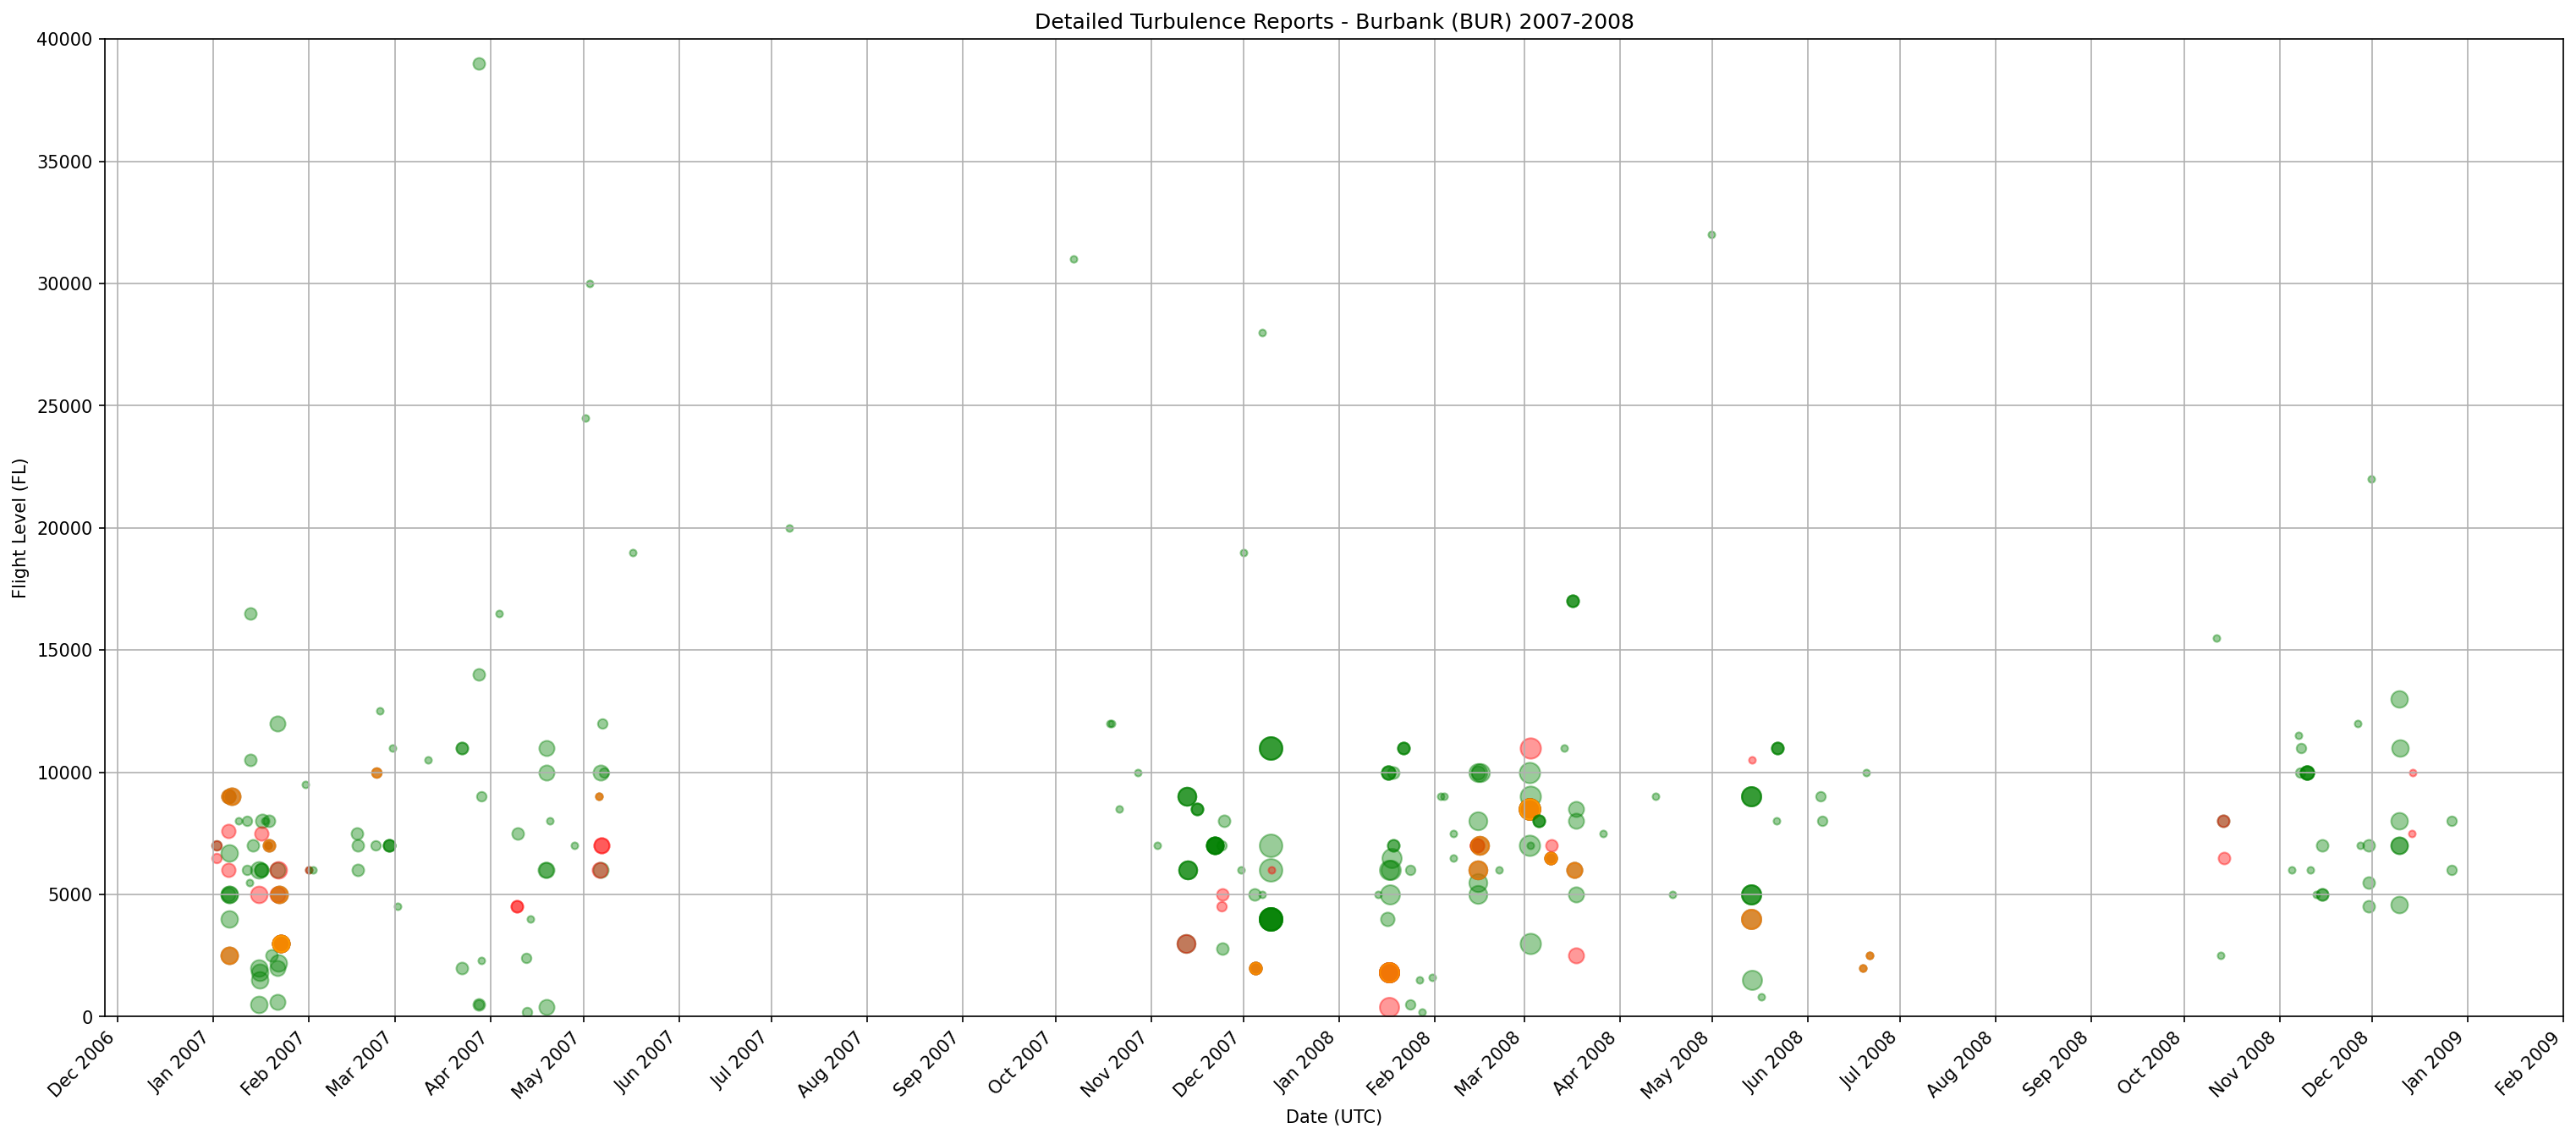 Detailed Turbulence Reports - Burbank (BUR) 2007-2008
40000
35000
30000
25000
20000
15000
10000
5000
0
Flight Level (FL)
Dec 2006
Jan 2007
Feb 2007
Mar 2007
Apr 2007
May 2007
Jun 2007
Jul 2007
Aug 2007
Sep 2007
Oct 2007
Nov 2007
Dec 2007
Jan 2008
Feb 2008
Mar 2008
Apr 2008
May 2008
Jun 2008
Jul 2008
Aug 2008
Sep 2008
Oct 2008
Nov 2008
Dec 2008
Jan 2009
Feb 2009
Date (UTC)